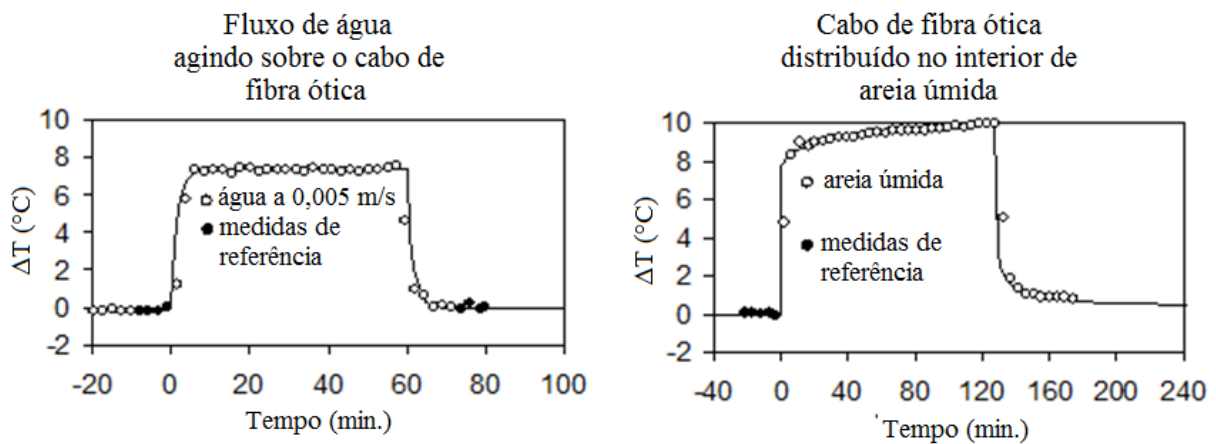 Fluxo de água
agindo sobre o cabo de
fibra ótica
10
8
6
4
2
0
-2
ΔT (°C)
água a 0,005 m/s
medidas de
referência
-20 0 20 40 60 80 100
Tempo (min.)
Cabo de fibra ótica
distribuído no interior de
areia úmida
10
8
6
4
2
0
-2
ΔT (°C)
areia úmida
medidas de
referência
-40 0 40 80 120 160 200 240
Tempo (min.)